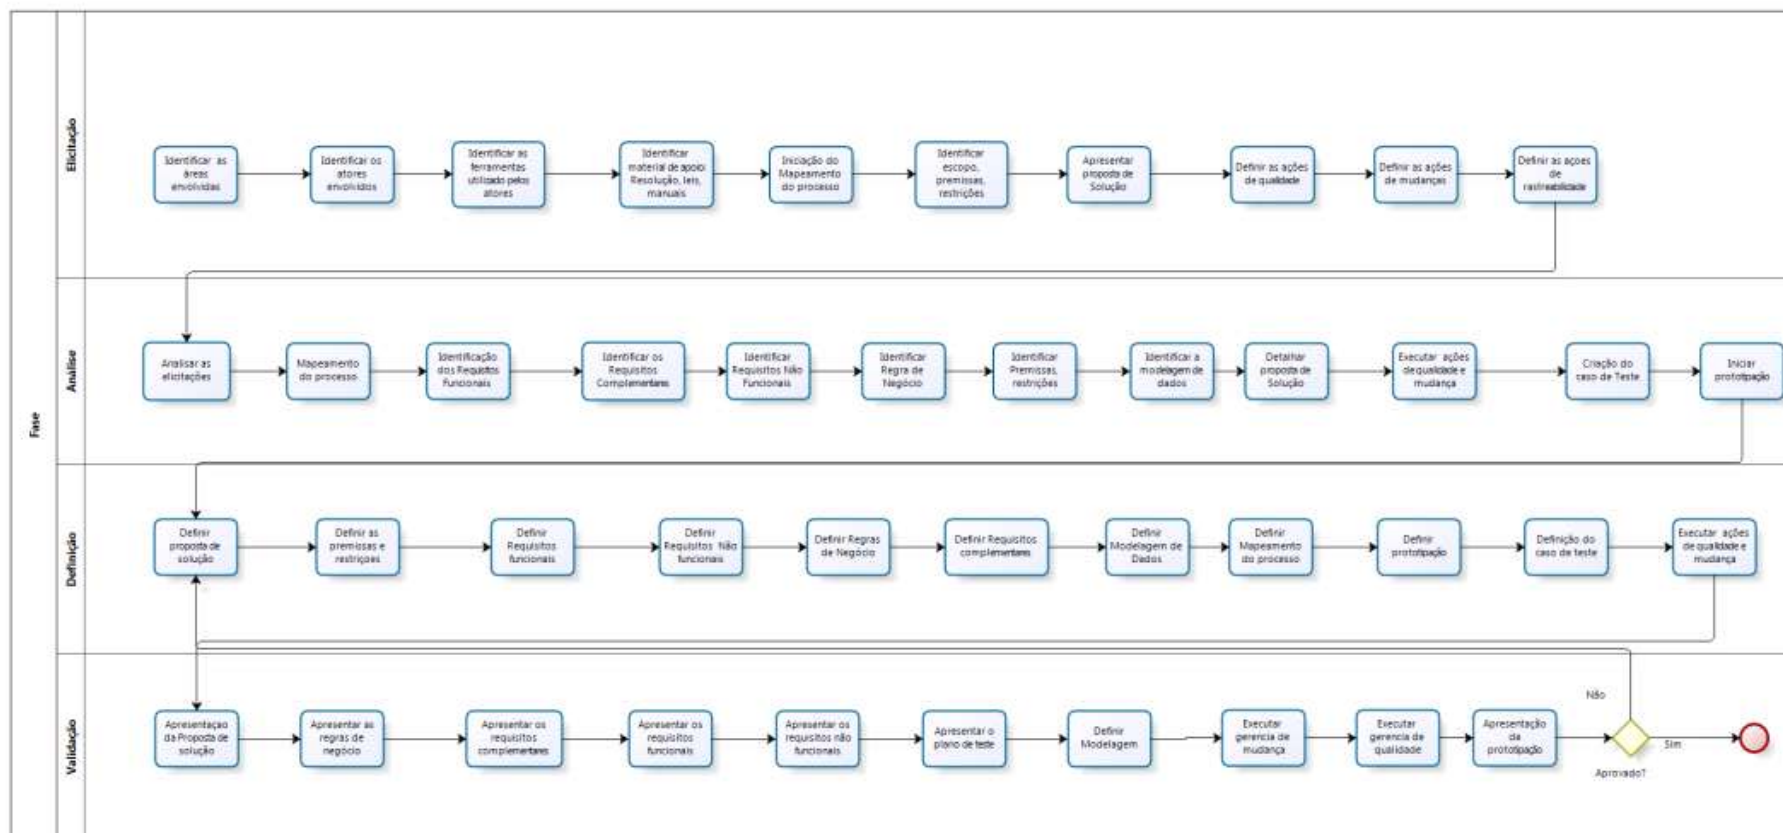 Fase
Elicitação
Identificar as
áreas
envolvidas
Identificar os
atores
envolvidos
Identificar as
ferramentas
utilizado pelos
atores
Identificar
material de apoio:
Resolução, leis,
manuais
Iniciação do
Mapeamento
do processo
Identificar
escopo,
premissas,
restrições
Apresentar
proposta de
Solução
Definir as ações
de qualidade
Definir as ações
de mudanças
Definir as açoes
de
rastreabilidade
Análise
Analisar as
elicitações
Mapeamento
do processo
Identificação
dos Requistos
Funcionais
Identificar os
Requisitos
Complementares
Identificar
Requisitos Não
Funcionais
Identificar
Regra de
Negócio
Identificar
Premissas,
restrições
Identificar a
modelagem de
dados
Detalhar
proposta de
Solução
Executar ações
de qualidade e
mudança
Criação do
caso de Teste
Iniciar
prototipação
Definição
Definir
proposta de
solução
Definir as
premissas e
restriçoes
Definir
Requisitos
funcionais
Definir
Requisitos Não
funcionais
Definir Regras
de Negócio
Definir Requisitos
complementares
Definir
Modelagem de
Dados
Definir
Mapeamento
do processo
Definir
prototipação
Definição do
caso de teste
Executar ações
de qualidade e
mudança
Validação
Apresentaçao
da Proposta de
solução
Apresentar as
regras de
negócio
Apresentar os
requisitos
complementares
Apresentar os
requisitos
funcionais
Apresentar os
requisitos não
funcionais
Apresentar o
plano de teste
Definir
Modelagem
Executar
gerencia de
mudança
Executar
gerencia de
qualidade
Apresentação
da
prototipação
Não
Sim
Aprovado?